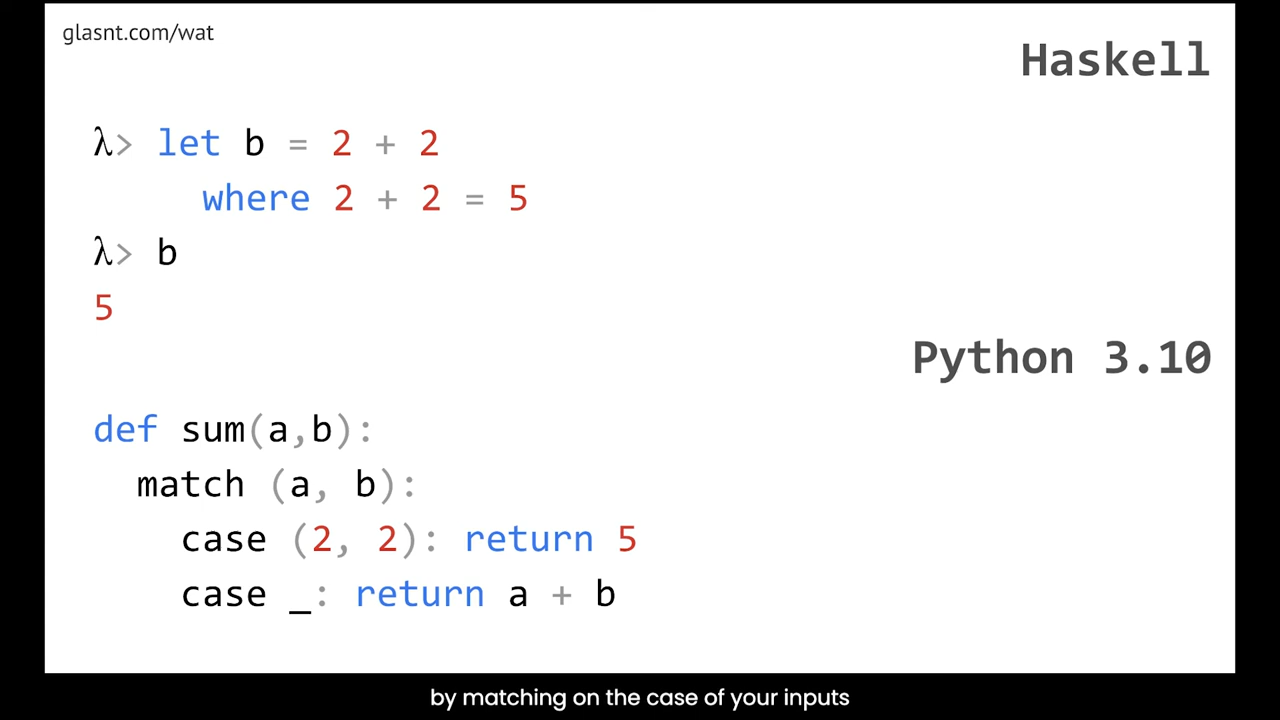 glasnt.com/wat
Haskell
λ> let b = 2 + 2
where 2 + 2 = 5
λ> b
5
Python 3.10
def sum(a,b):
match (a, b):
case (2, 2): return 5
case _: return a + b
by matching on the case of your inputs